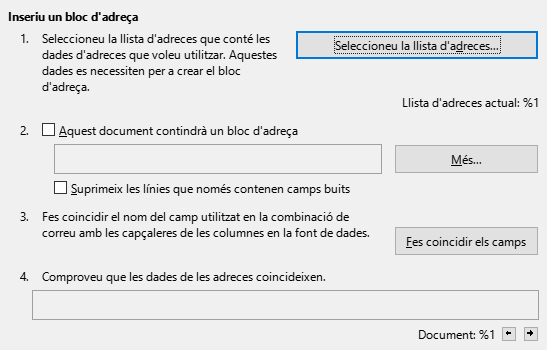 Inseriu un bloc d'adreça
1. Seleccioneu la llista d'adreces que conté les
dades d'adreces que voleu utilitzar. Aquestes
dades es necessiten per a crear el bloc
d'adreça.
Seleccioneu la llista d'adreces...
Llista d'adreces actual: %1
2. Aquest document contindrà un bloc d'adreça
Més...
Suprimeix les línies que només contenen camps buits
3. Fes coincidir el nom del camp utilitzat en la combinació de
correu amb les capçaleres de les columnes en la font de dades.
Fes coincidir els camps
4. Comproveu que les dades de les adreces coincideixen.
Document: %1